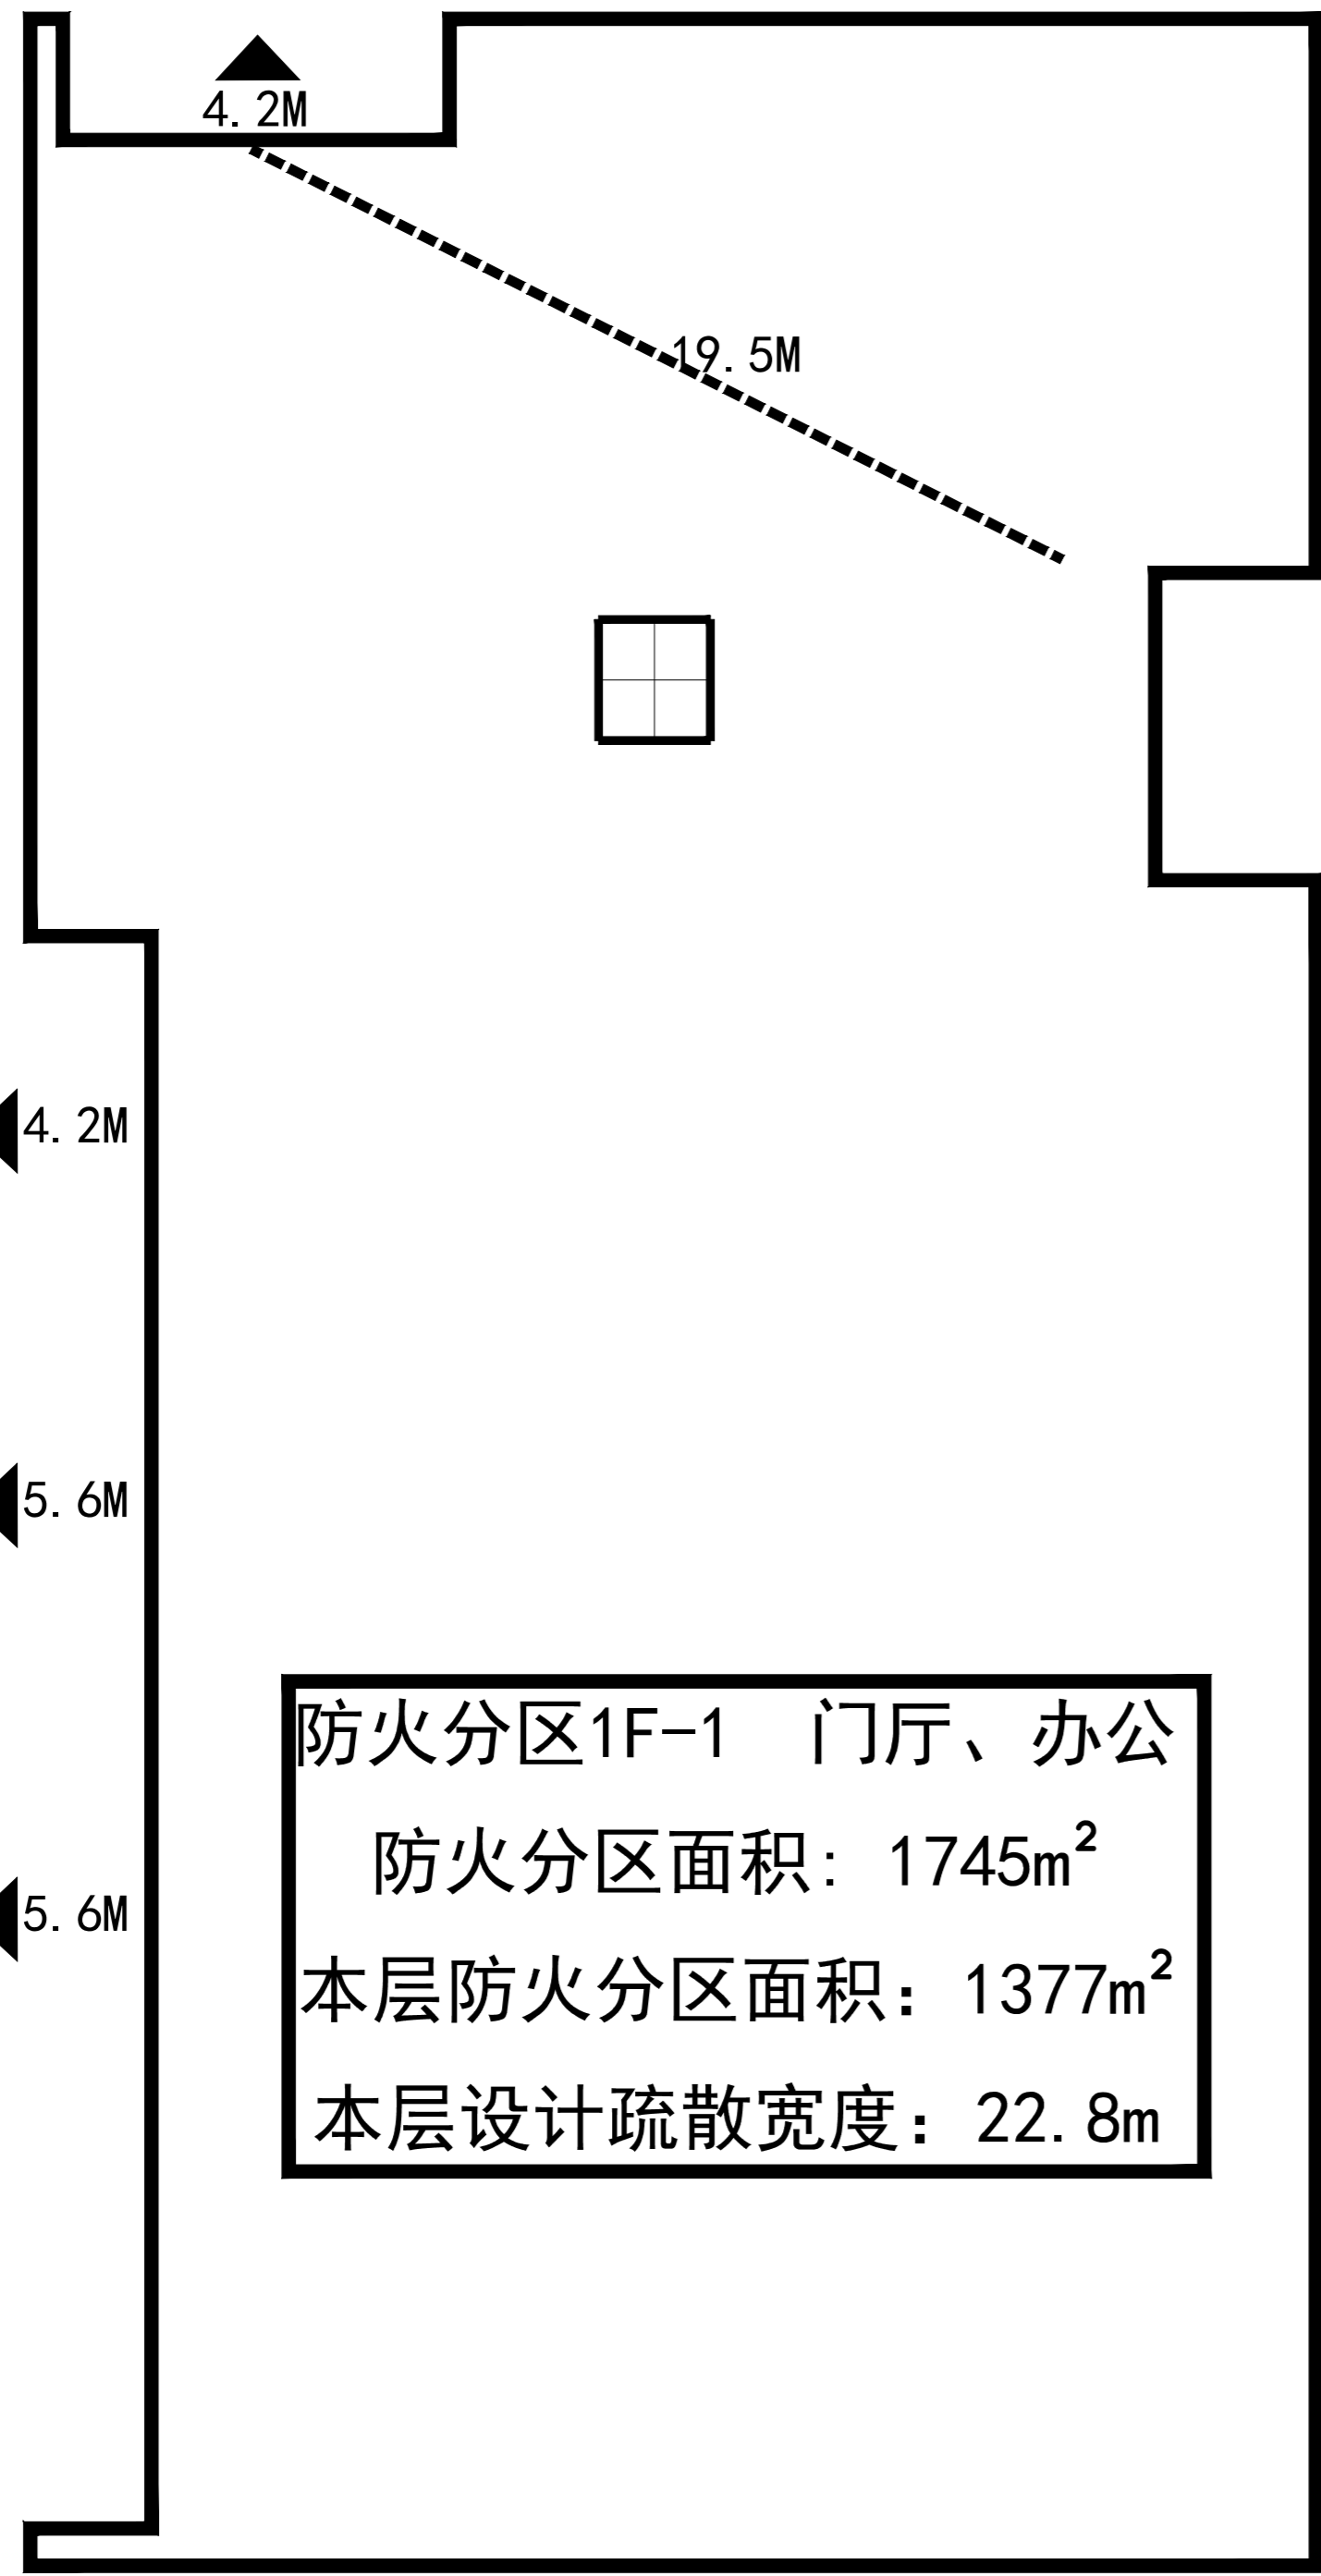 4.2M
19.5M
4.2M
5.6M
防火分区1F-1 门厅、办公
防火分区面积: 1745m²
5.6M
本层防火分区面积: 1377m²
本层设计疏散宽度: 22.8m